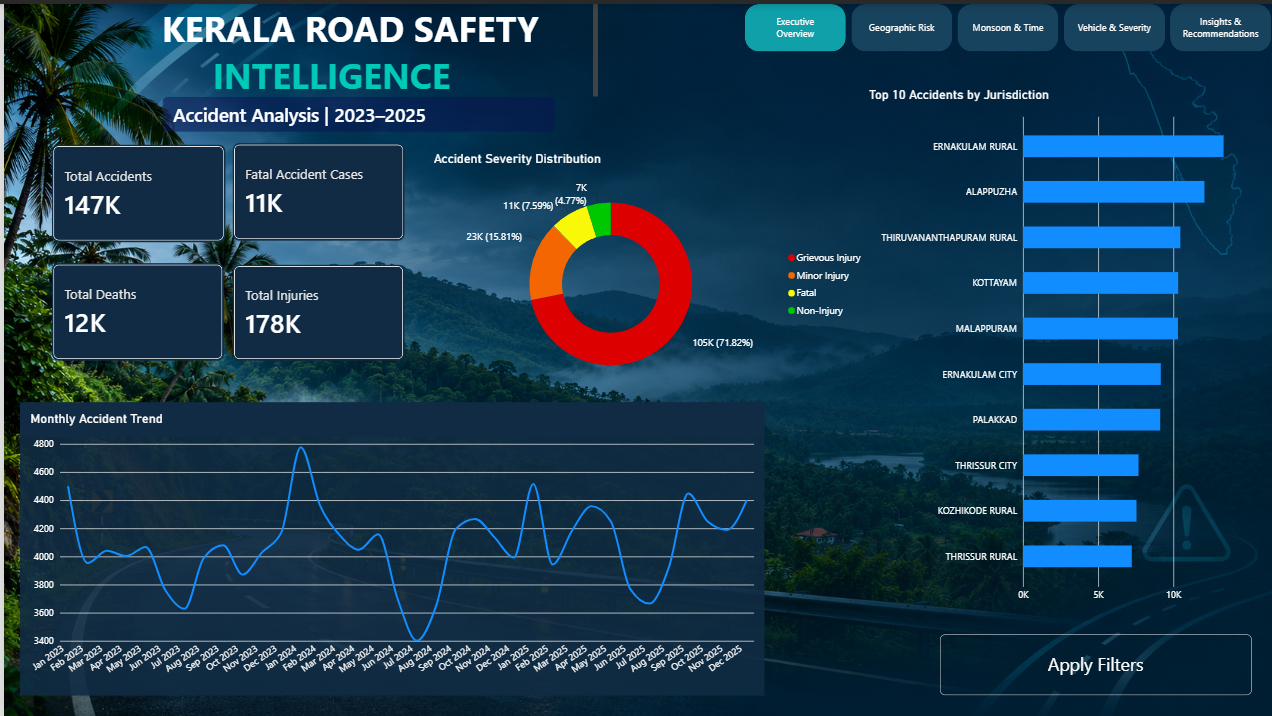 KERALA ROAD SAFETY
INTELLIGENCE
Accident Analysis | 2023–2025
Executive
Overview
Geographic Risk
Monsoon & Time
Vehicle & Severity
Insights &
Recommendations
Total Accidents
147K
Fatal Accident Cases
11K
Total Deaths
12K
Total Injuries
178K
Accident Severity Distribution
7K
(4.77%)
11K (7.59%)
23K (15.81%)
105K (71.82%)
Grievous Injury
Minor Injury
Fatal
Non-Injury
Top 10 Accidents by Jurisdiction
ERNAKULAM RURAL
ALAPPUZHA
THIRUVANANTHAPURAM RURAL
KOTTAYAM
MALAPPURAM
ERNAKULAM CITY
PALAKKAD
THRISSUR CITY
KOZHIKODE RURAL
THRISSUR RURAL
0K
5K
10K
Monthly Accident Trend
4800
4600
4400
4200
4000
3800
3600
3400
Jan 2023
Feb 2023
Mar 2023
Apr 2023
May 2023
Jun 2023
Jul 2023
Aug 2023
Sep 2023
Oct 2023
Nov 2023
Dec 2023
Jan 2024
Feb 2024
Mar 2024
Apr 2024
May 2024
Jun 2024
Jul 2024
Aug 2024
Sep 2024
Oct 2024
Nov 2024
Dec 2024
Jan 2025
Feb 2025
Mar 2025
Apr 2025
May 2025
Jun 2025
Jul 2025
Aug 2025
Sep 2025
Oct 2025
Nov 2025
Dec 2025
Apply Filters